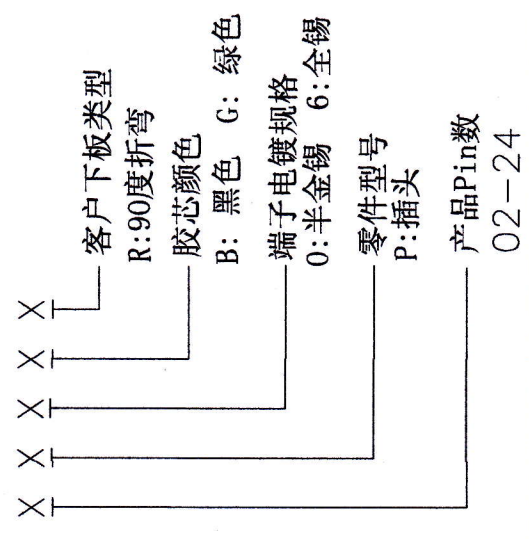 X X X X X
客户下板类型
R:90度折弯
胶芯颜色
B: 黑色 G: 绿色
端子电镀规格
0:半金锡 6:全锡
零件型号
P:插头
产品Pin数
02-24